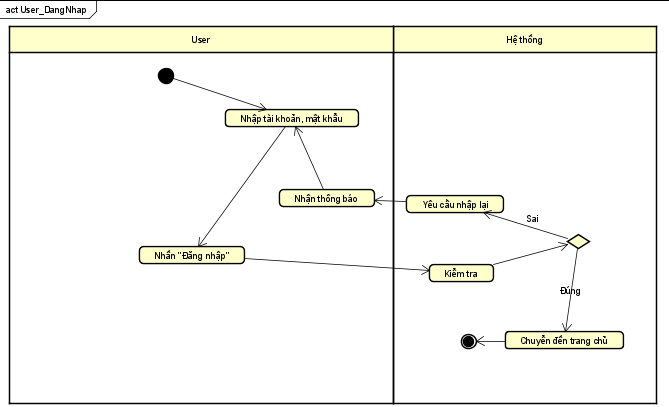 act User_DangNhap
User
Hệ thống
Nhập tài khoản, mật khẩu
Nhận thông báo
Yêu cầu nhập lại
Sai
Nhấn "Đăng nhập"
Kiểm tra
Đúng
Chuyển đến trang chủ